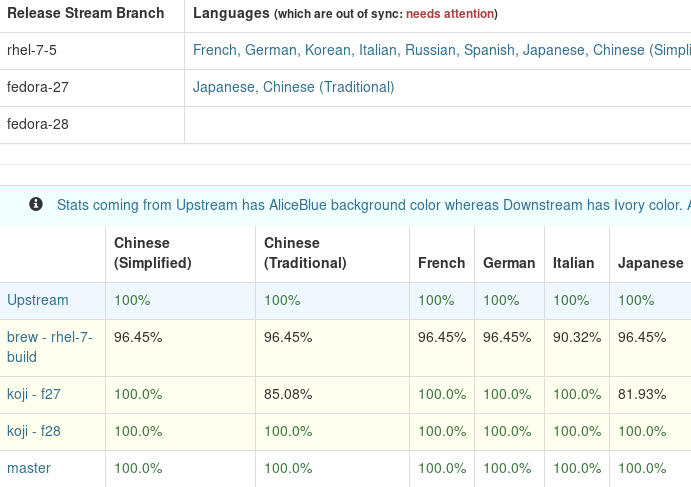 Release Stream Branch Languages (which are out of sync: needs attention)
rhel-7-5 French, German, Korean, Italian, Russian, Spanish, Japanese, Chinese
fedora-27 Japanese, Chinese (Traditional)
fedora-28
Stats coming from Upstream has AliceBlue background color whereas Downstream has Ivory color.
Chinese (Simplified) Chinese (Traditional) French German Italian Japanese
Upstream 100% 100% 100% 100% 100% 100%
brew - rhel-7-build 96.45% 96.45% 96.45% 96.45% 90.32% 96.45%
koji - f27 100.0% 85.08% 100.0% 100.0% 100.0% 81.93%
koji - f28 100.0% 100.0% 100.0% 100.0% 100.0% 100.0%
master 100.0% 100.0% 100.0% 100.0% 100.0% 100.0%